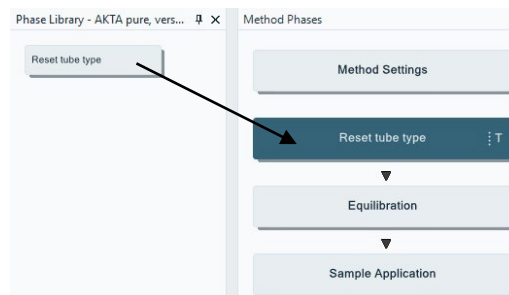 Phase Library - AKTA pure, vers...
Reset tube type
Method Phases
Method Settings
Reset tube type
T
Equilibration
Sample Application